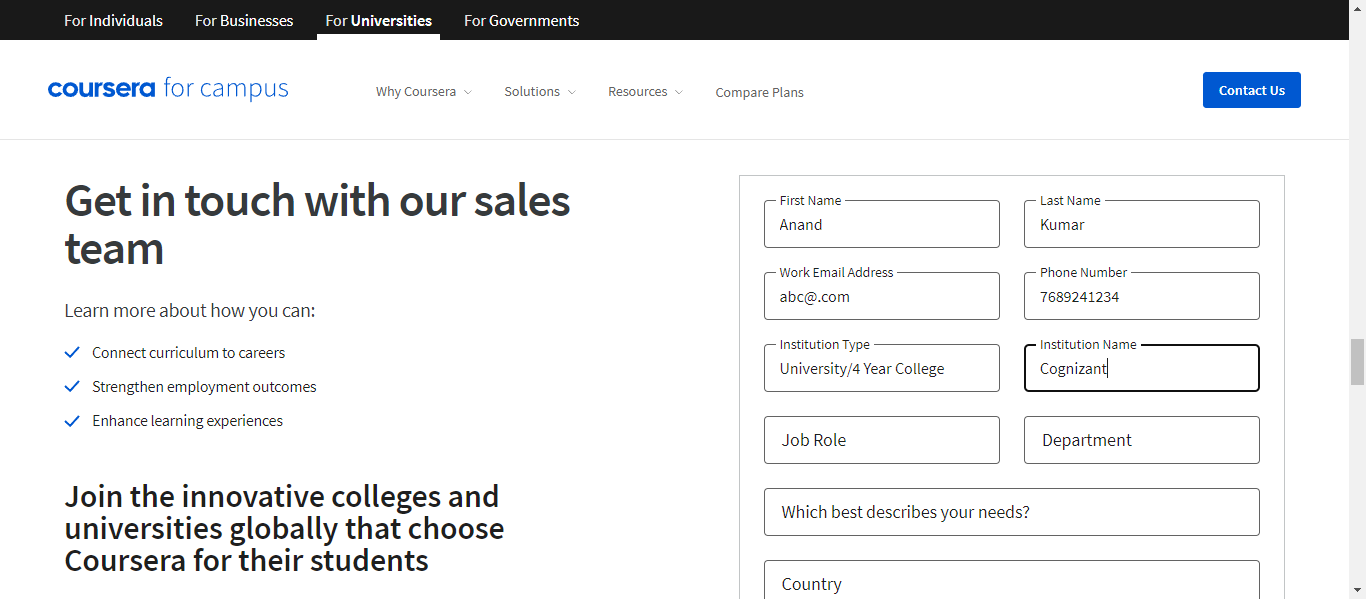 For Individuals
For Businesses
For Universities
For Governments
coursera for campus
Why Coursera
Solutions
Resources
Compare Plans
Contact Us
Get in touch with our sales
team
Learn more about how you can:
Connect curriculum to careers
Strengthen employment outcomes
Enhance learning experiences
Join the innovative colleges and
universities globally that choose
Coursera for their students
First Name
Anand
Last Name
Kumar
Work Email Address
abc@.com
Phone Number
7689241234
Institution Type
University/4 Year College
Institution Name
Cognizant
Job Role
Department
Which best describes your needs?
Country